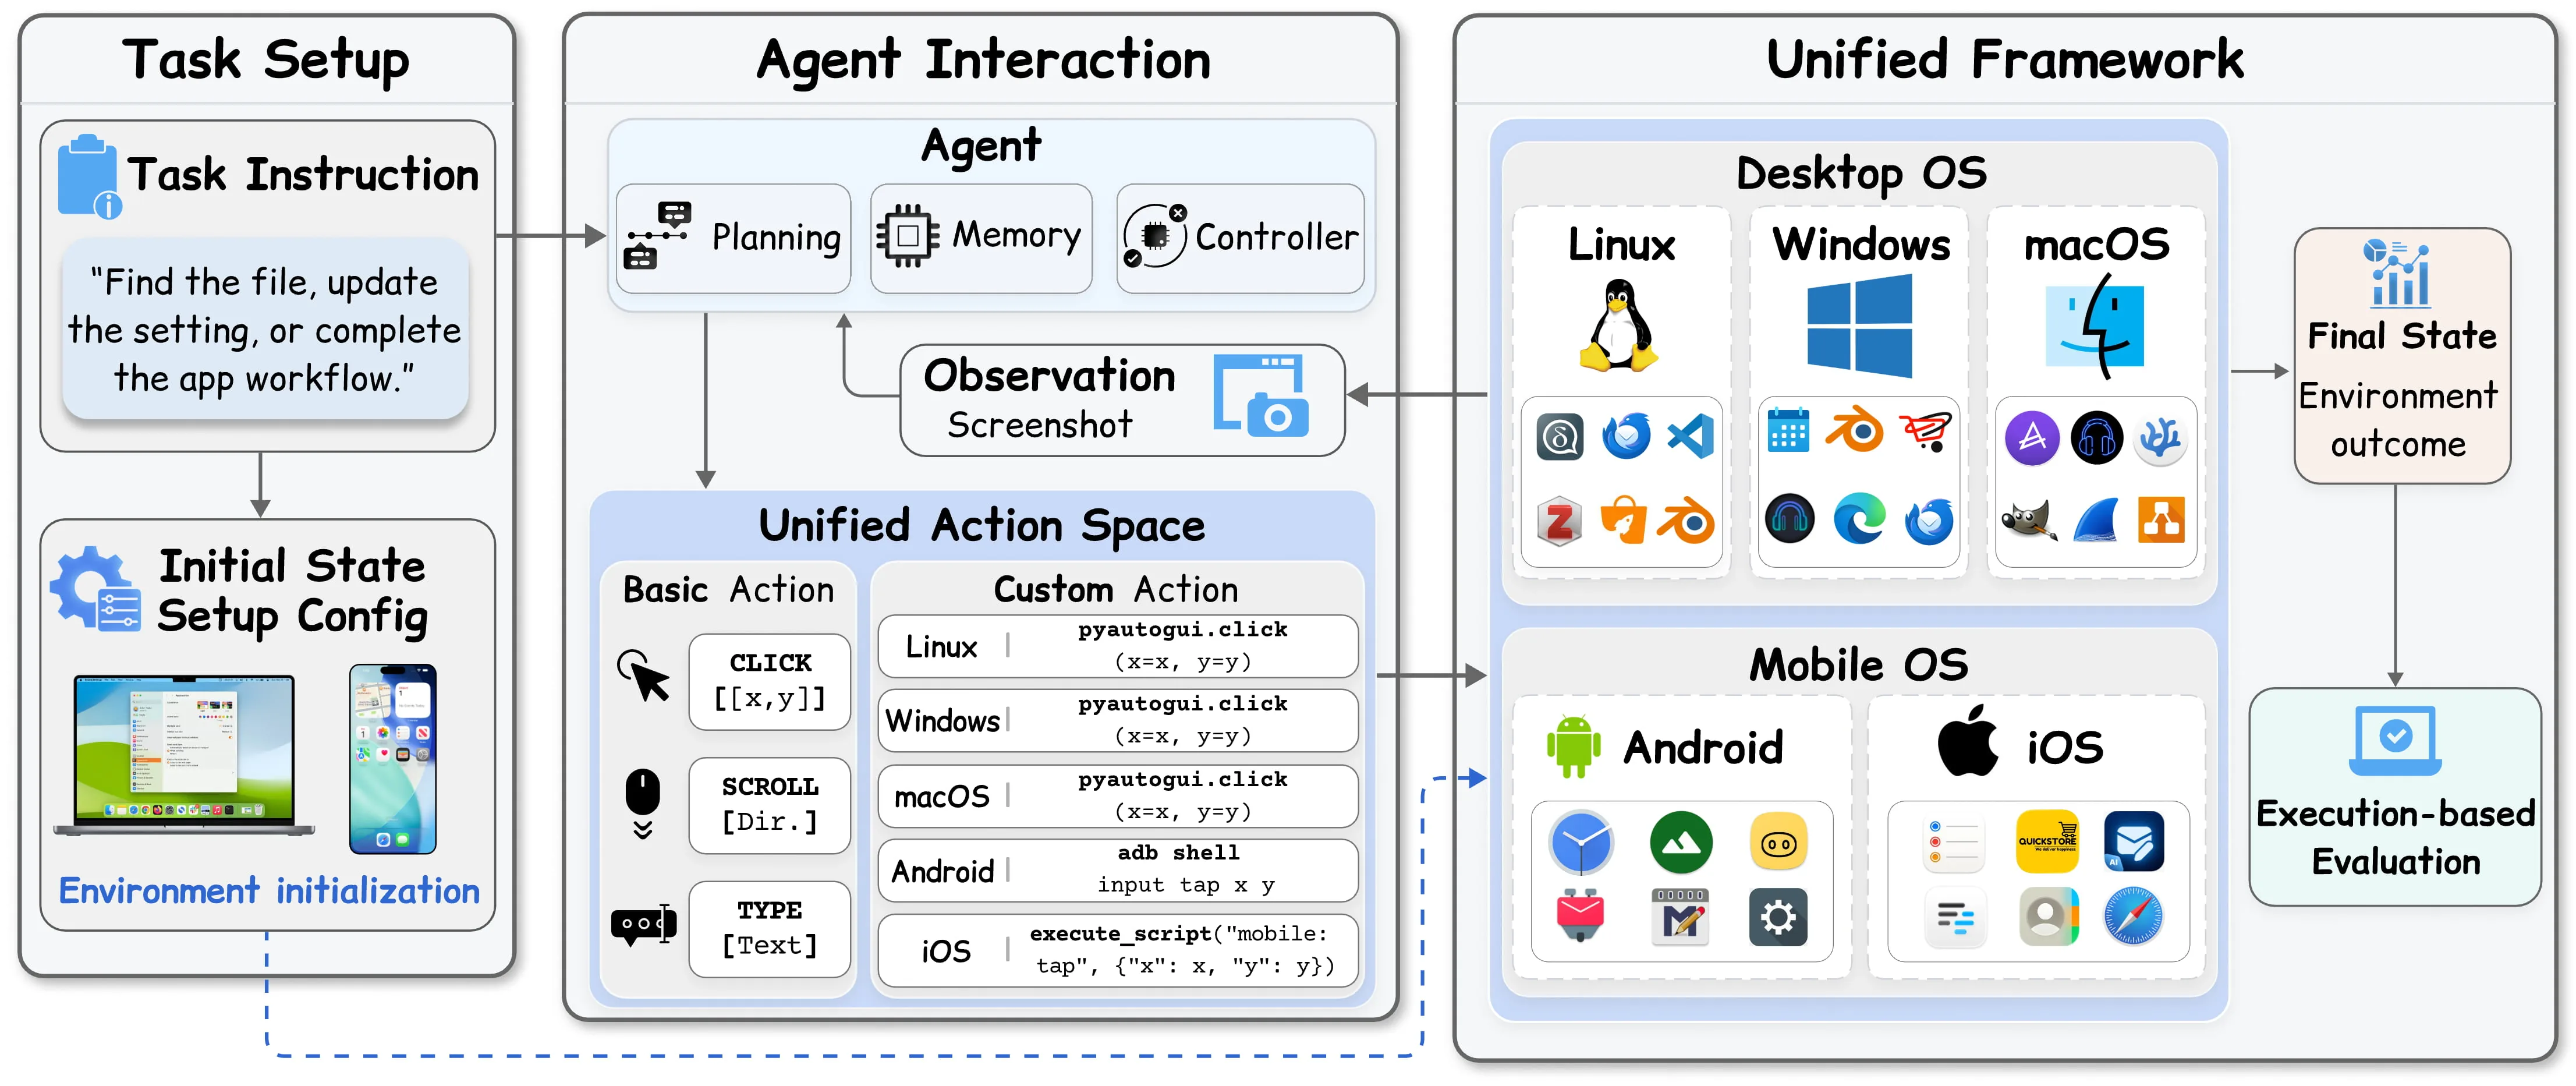 Task Setup
Task Instruction
“Find the file, update
the setting, or complete
the app workflow.”
Initial State
Setup Config
Environment initialization
Agent Interaction
Agent
Planning
Memory
Controller
Observation
Screenshot
Unified Action Space
Basic Action
CLICK
[[x,y]]
SCROLL
[Dir.]
TYPE
[Text]
Custom Action
Linux
pyautogui.click
(x=x, y=y)
Windows
pyautogui.click
(x=x, y=y)
macOS
pyautogui.click
(x=x, y=y)
Android
adb shell
input tap x y
iOS
execute_script("mobile:
tap", {"x": x, "y": y})
Unified Framework
Desktop OS
Linux
Windows
macOS
Mobile OS
Android
iOS
QUICKSTORE
We deliver happiness
AI
Final State
Environment
outcome
Execution-based
Evaluation